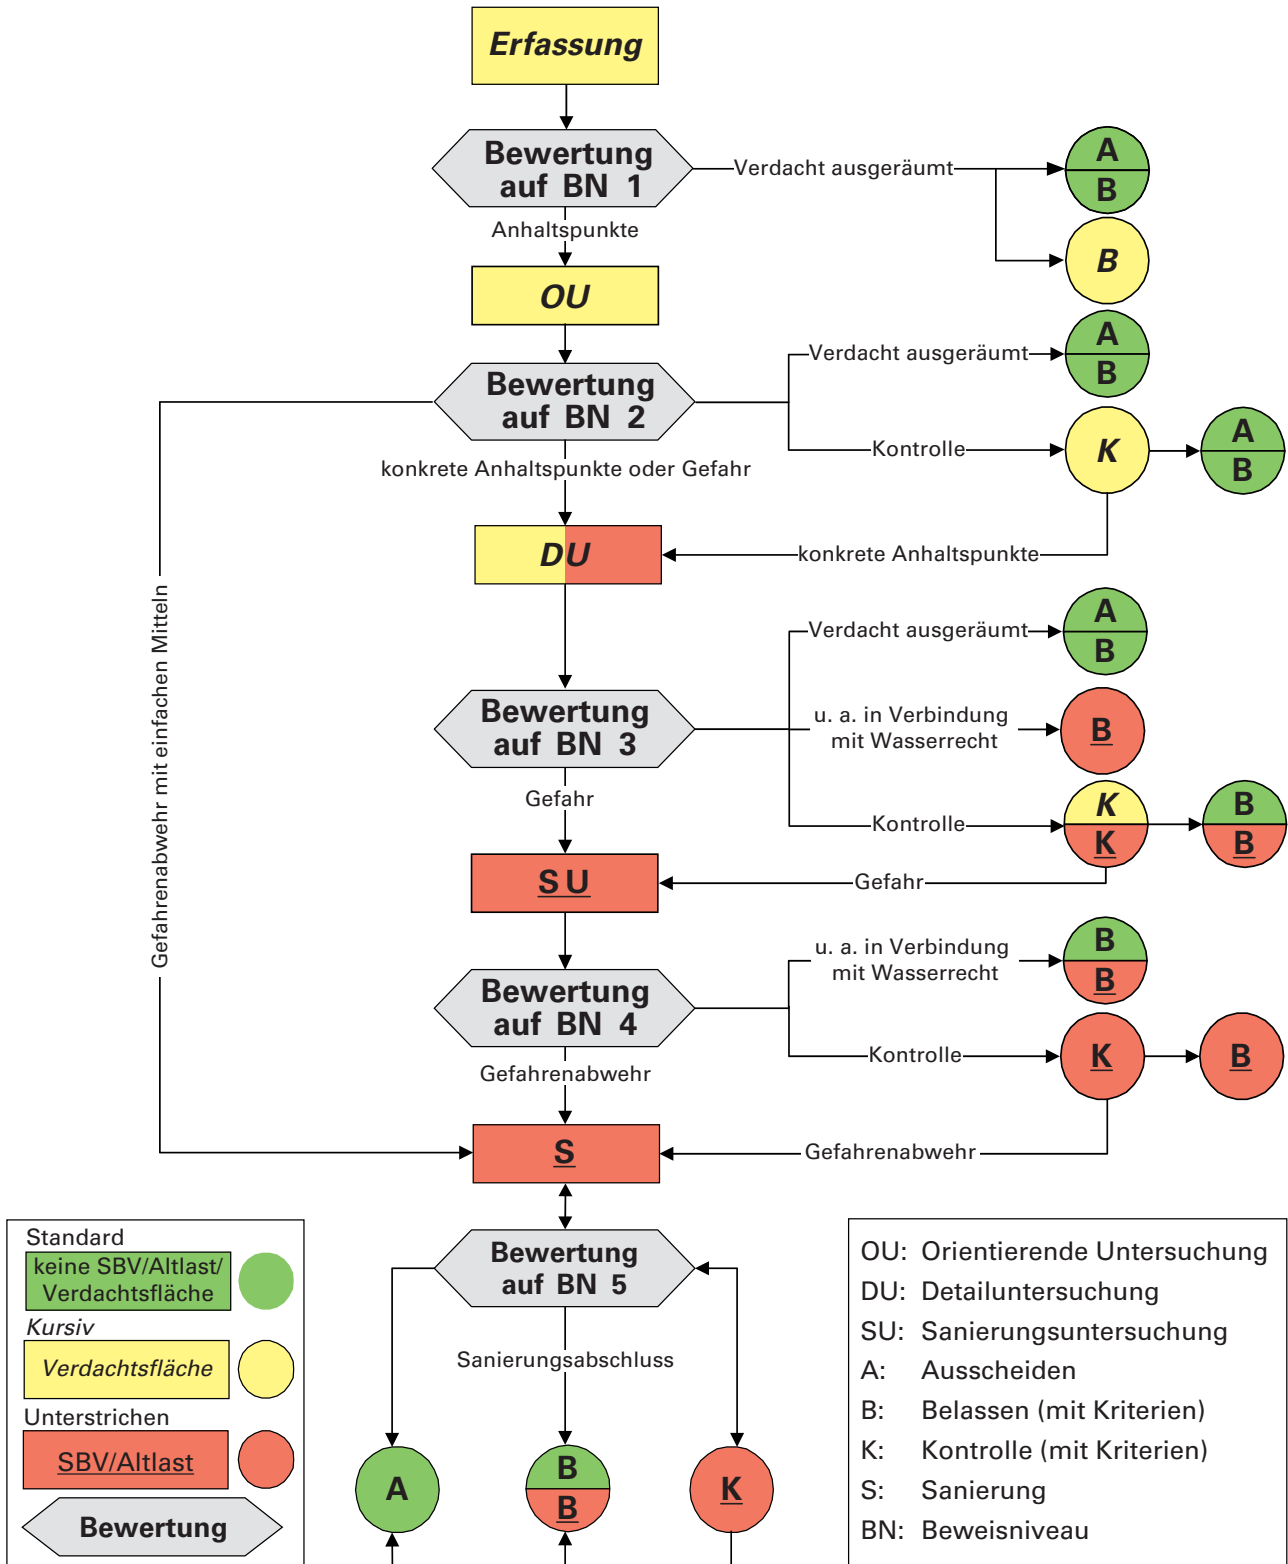 Erfassung
Bewertung
auf BN 1
Verdacht ausgeräumt
A
B
Anhaltspunkte
B
OU
Verdacht ausgeräumt
A
B
Bewertung
auf BN 2
Kontrolle
K
A
B
konkrete Anhaltspunkte oder Gefahr
DU
konkrete Anhaltspunkte
Gefahrenabwehr mit einfachen Mitteln
Verdacht ausgeräumt
A
B
Bewertung
auf BN 3
u. a. in Verbindung
mit Wasserrecht
B
Gefahr
Kontrolle
K
K
B
B
SU
Gefahr
u. a. in Verbindung
mit Wasserrecht
B
B
Bewertung
auf BN 4
Kontrolle
K
B
Gefahrenabwehr
S
Gefahrenabwehr
Bewertung
auf BN 5
Sanierungsabschluss
A
B
B
K
Standard
keine SBV/Altlast/
Verdachtsfläche
Kursiv
Verdachtsfläche
Unterstrichen
SBV/Altlast
Bewertung
OU: Orientierende Untersuchung
DU: Detailuntersuchung
SU: Sanierungsuntersuchung
A: Ausscheiden
B: Belassen (mit Kriterien)
K: Kontrolle (mit Kriterien)
S: Sanierung
BN: Beweisniveau